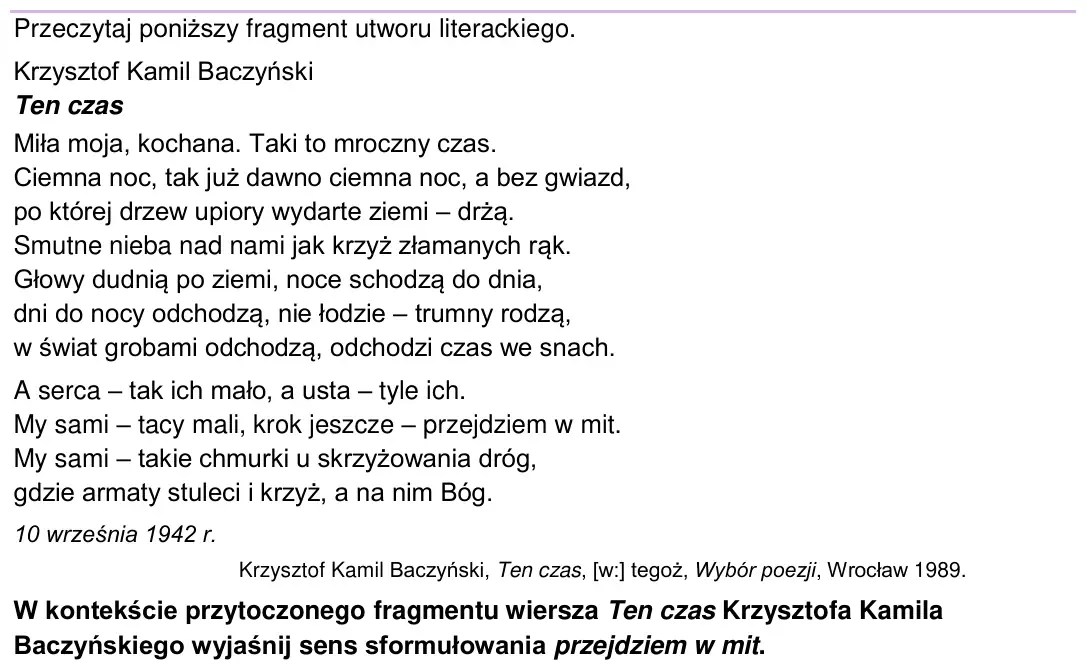 Przeczytaj poniższy fragment utworu literackiego.
Krzysztof Kamil Baczyński
Ten czas
Miła moja, kochana. Taki to mroczny czas.
Ciemna noc, tak już dawno ciemna noc, a bez gwiazd,
po której drzew upiory wydarte ziemi – drżą.
Smutne nieba nad nami jak krzyż złamanych rąk.
Głowy dudnią po ziemi, noce schodzą do dnia,
dni do nocy odchodzą, nie łodzie – trumny rodzą,
w świat grobami odchodzą, odchodzi czas we snach.
A serca – tak ich mało, a usta – tyle ich.
My sami – tacy mali, krok jeszcze – przejdziem w mit.
My sami – takie chmurki u skrzyżowania dróg,
gdzie armaty stuleci i krzyż, a na nim Bóg.
10 września 1942 r.
Krzysztof Kamil Baczyński, Ten czas, [w:] tegoż, Wybór poezji, Wrocław 1989.
W kontekście przytoczonego fragmentu wiersza Ten czas Krzysztofa Kamila
Baczyńskiego wyjaśnij sens sformułowania przejdziem w mit.